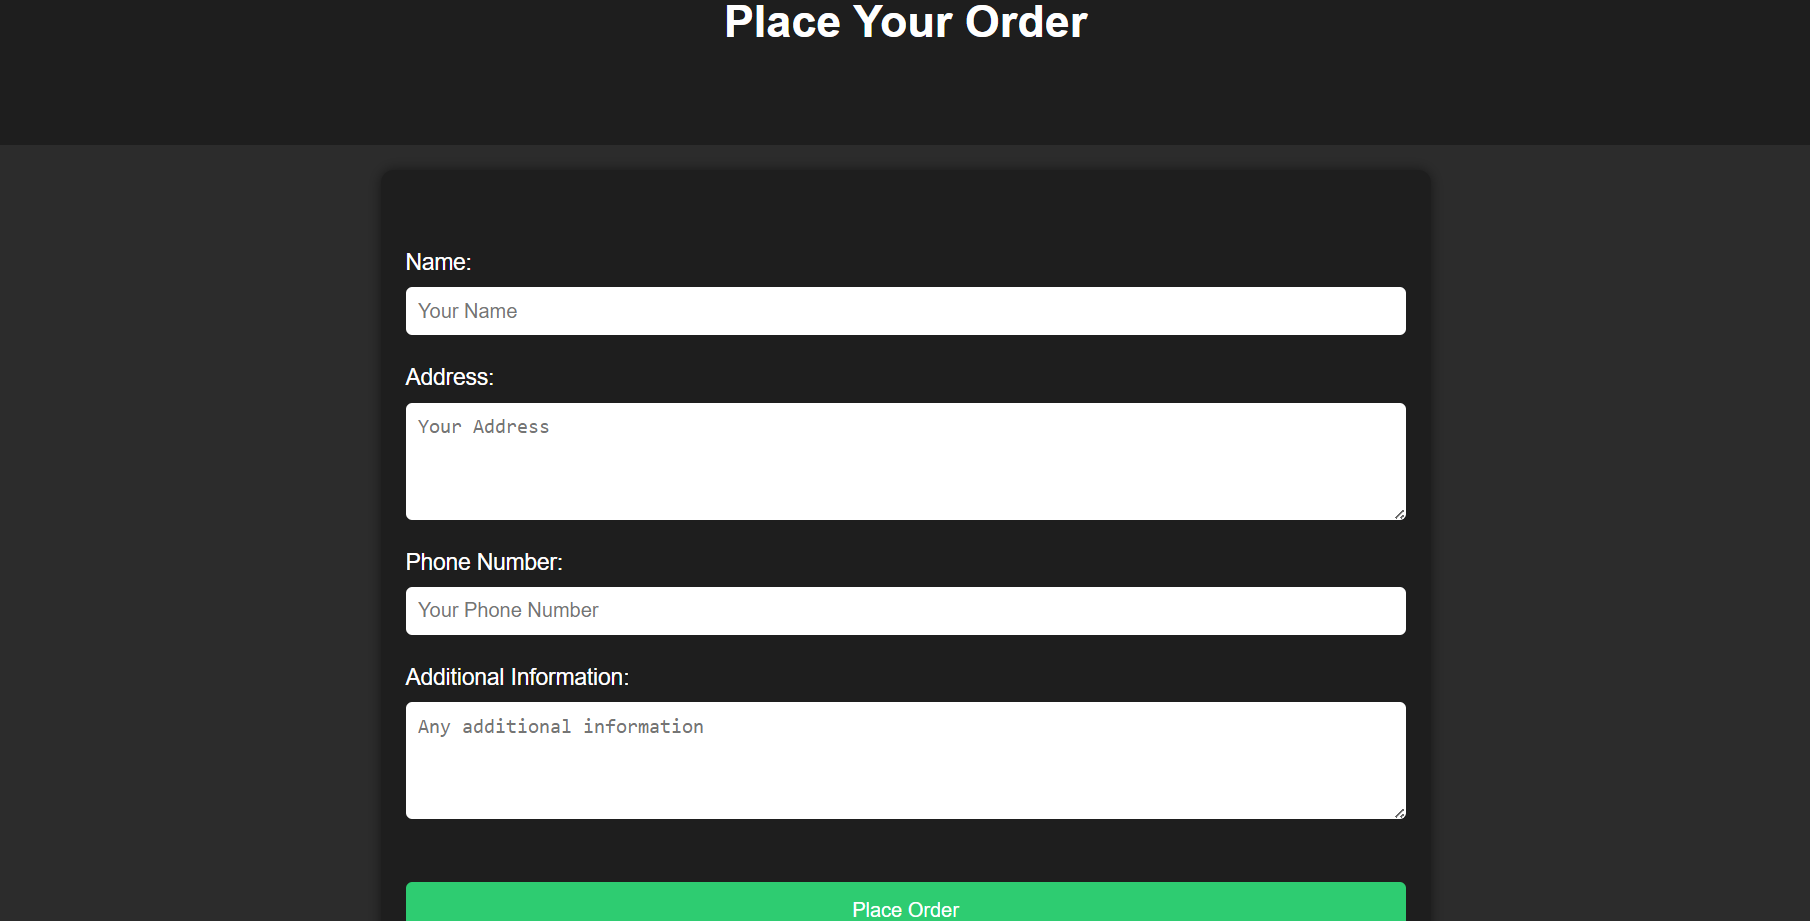 Place Your Order
Name:
Your Name
Address:
Your Address
Phone Number:
Your Phone Number
Additional Information:
Any additional information
Place Order